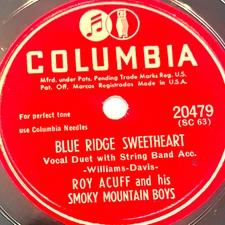 COLUMBIA
Mfrd. under Pats. Pending Trade Marks Reg. U.S.
Pat. Off. Marcas Registradas Made in U.S.A.
For perfect tone
use Columbia Needles
20479
(SC 63)
BLUE RIDGE SWEETHEART
Vocal Duet with String Band Acc.
-Williams-Davis-
ROY ACUFF and his
SMOKY MOUNTAIN BOYS